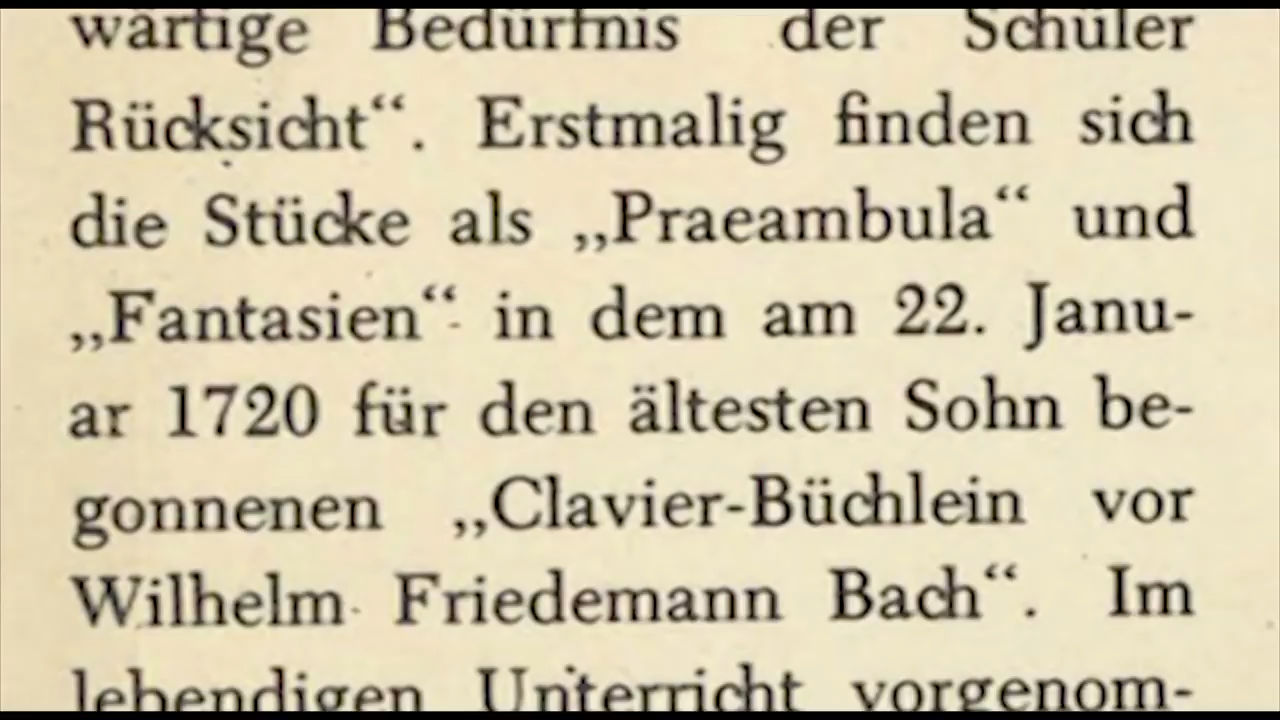 wärtige Bedürfnis der Schüler
Rücksicht“. Erstmalig finden sich
die Stücke als „Praeambula“ und
„Fantasien“ in dem am 22. Janu-
ar 1720 für den ältesten Sohn be-
gonnenen „Clavier-Büchlein vor
Wilhelm Friedemann Bach“. Im
lebendigen Unterricht vorgenom-